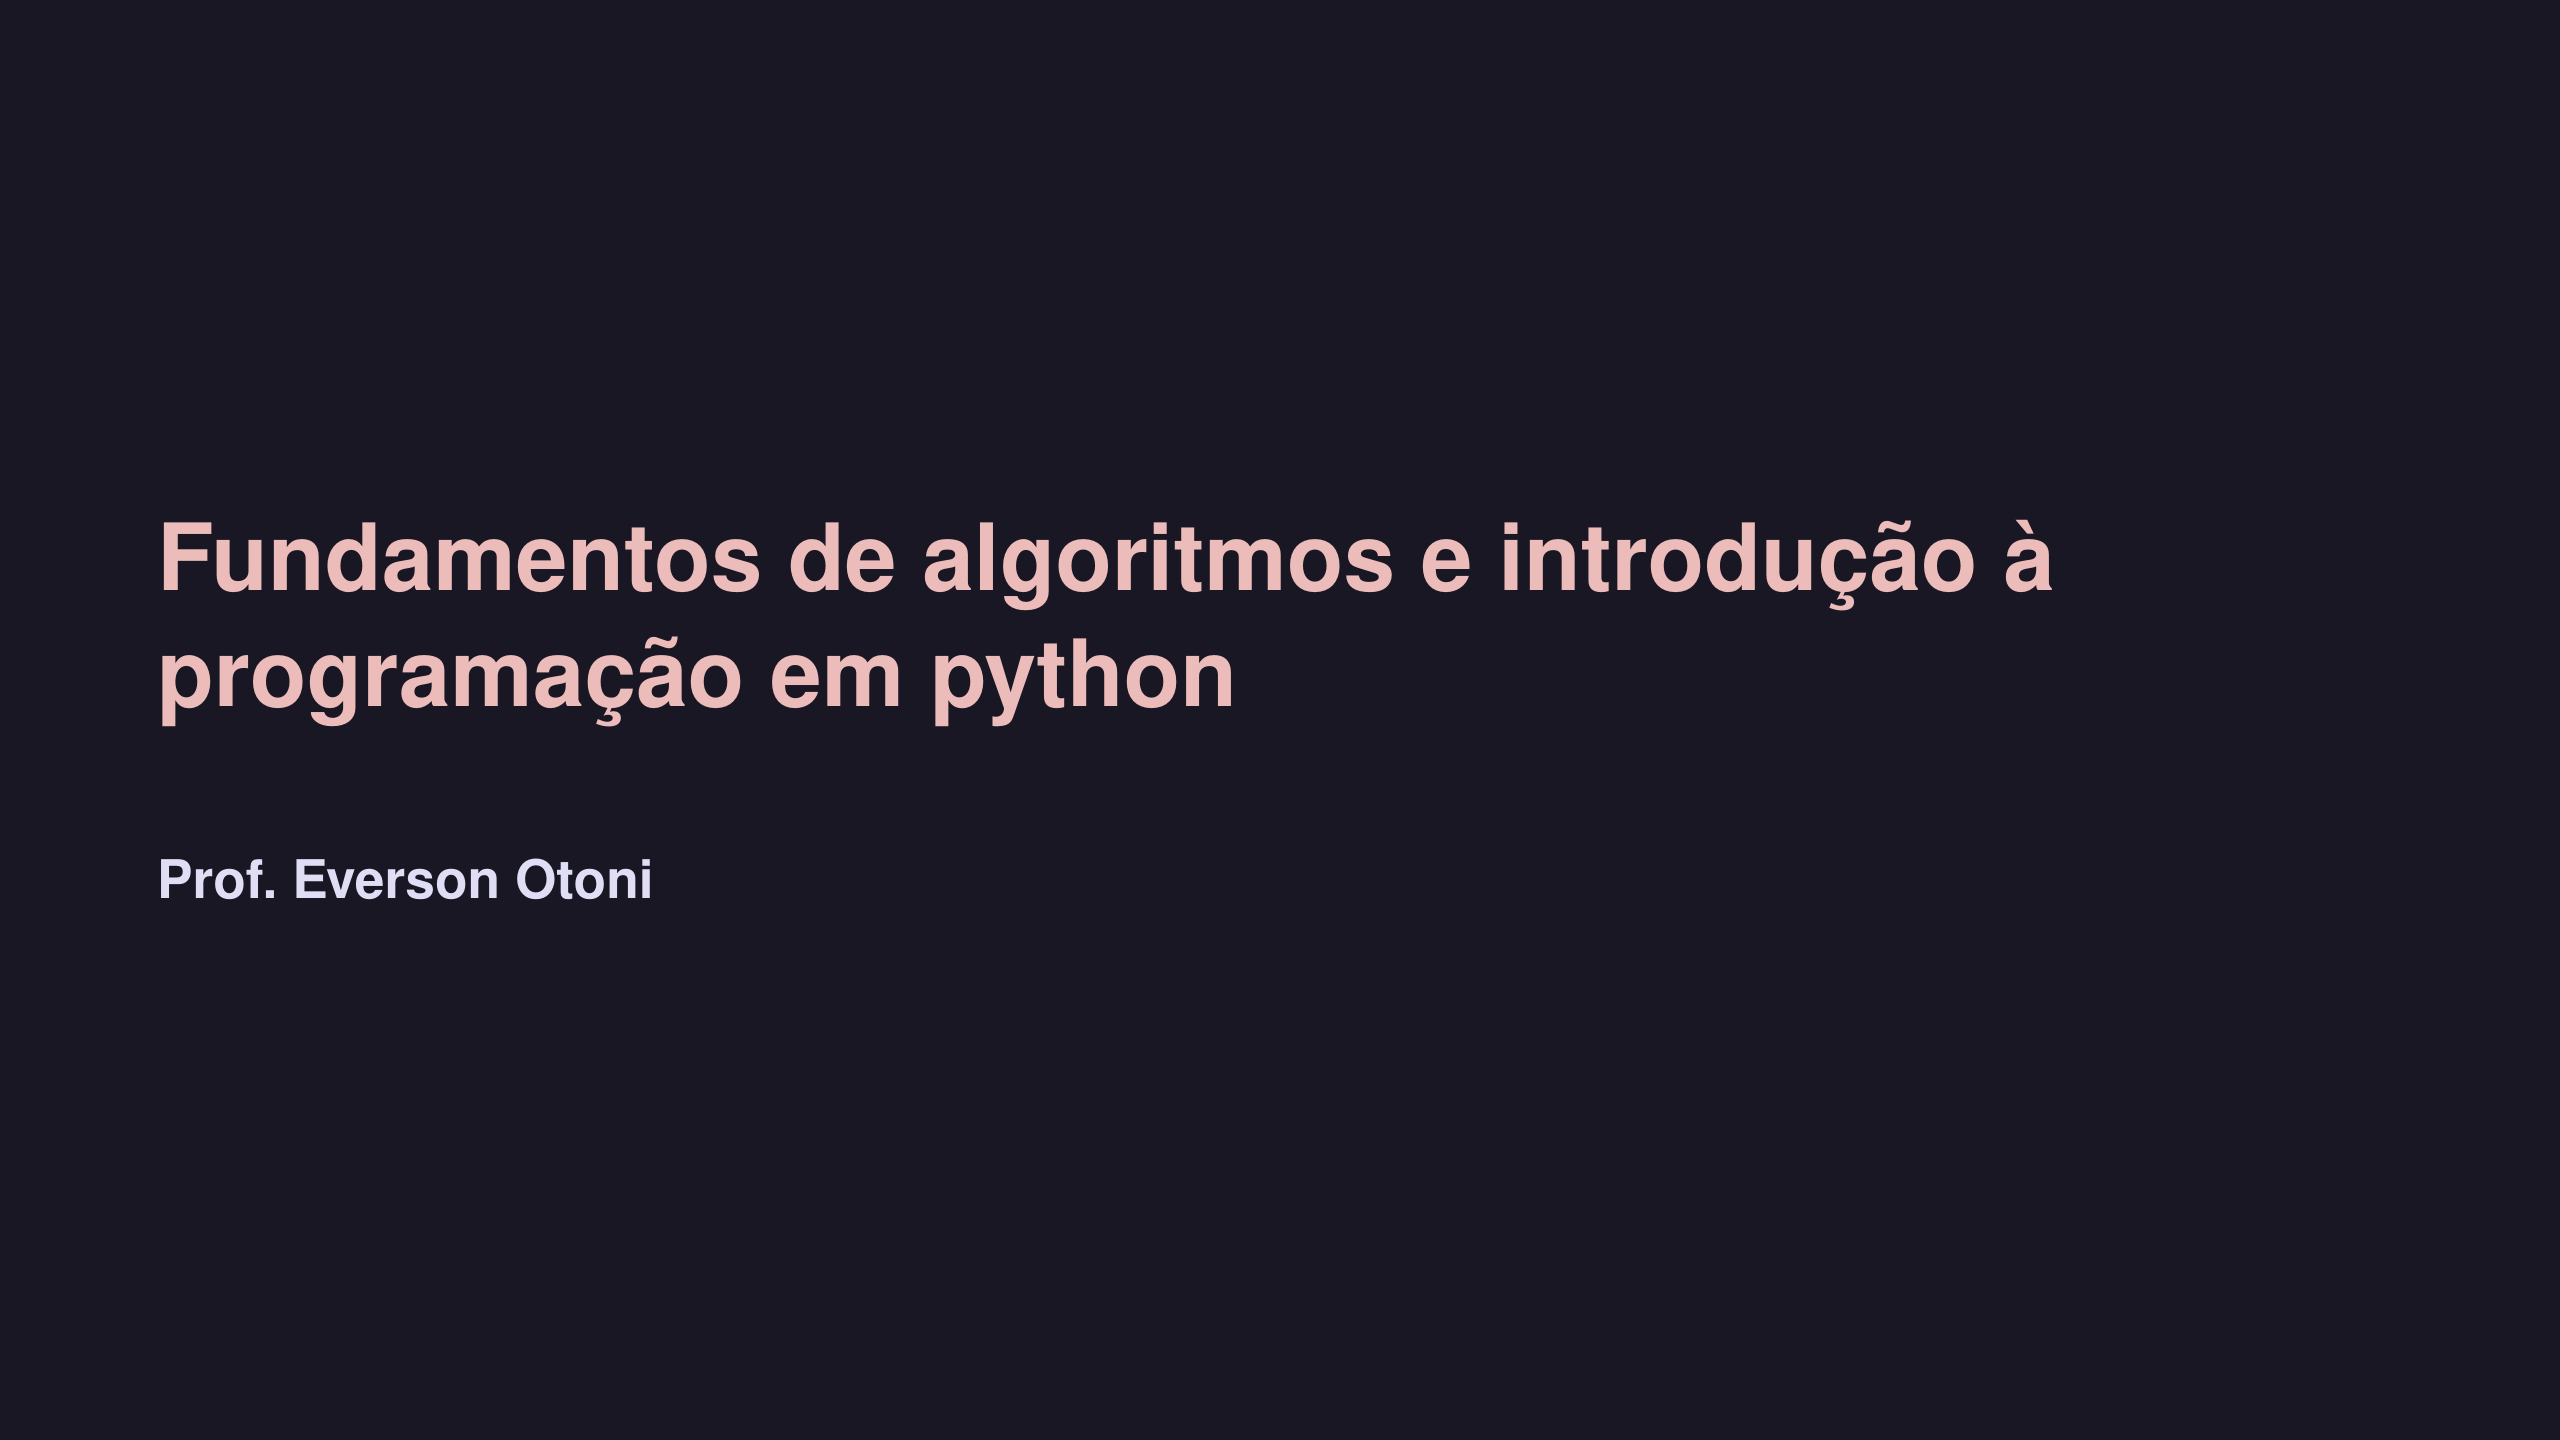 Fundamentos de algoritmos e introdução à
programação em python
Prof. Everson Otoni